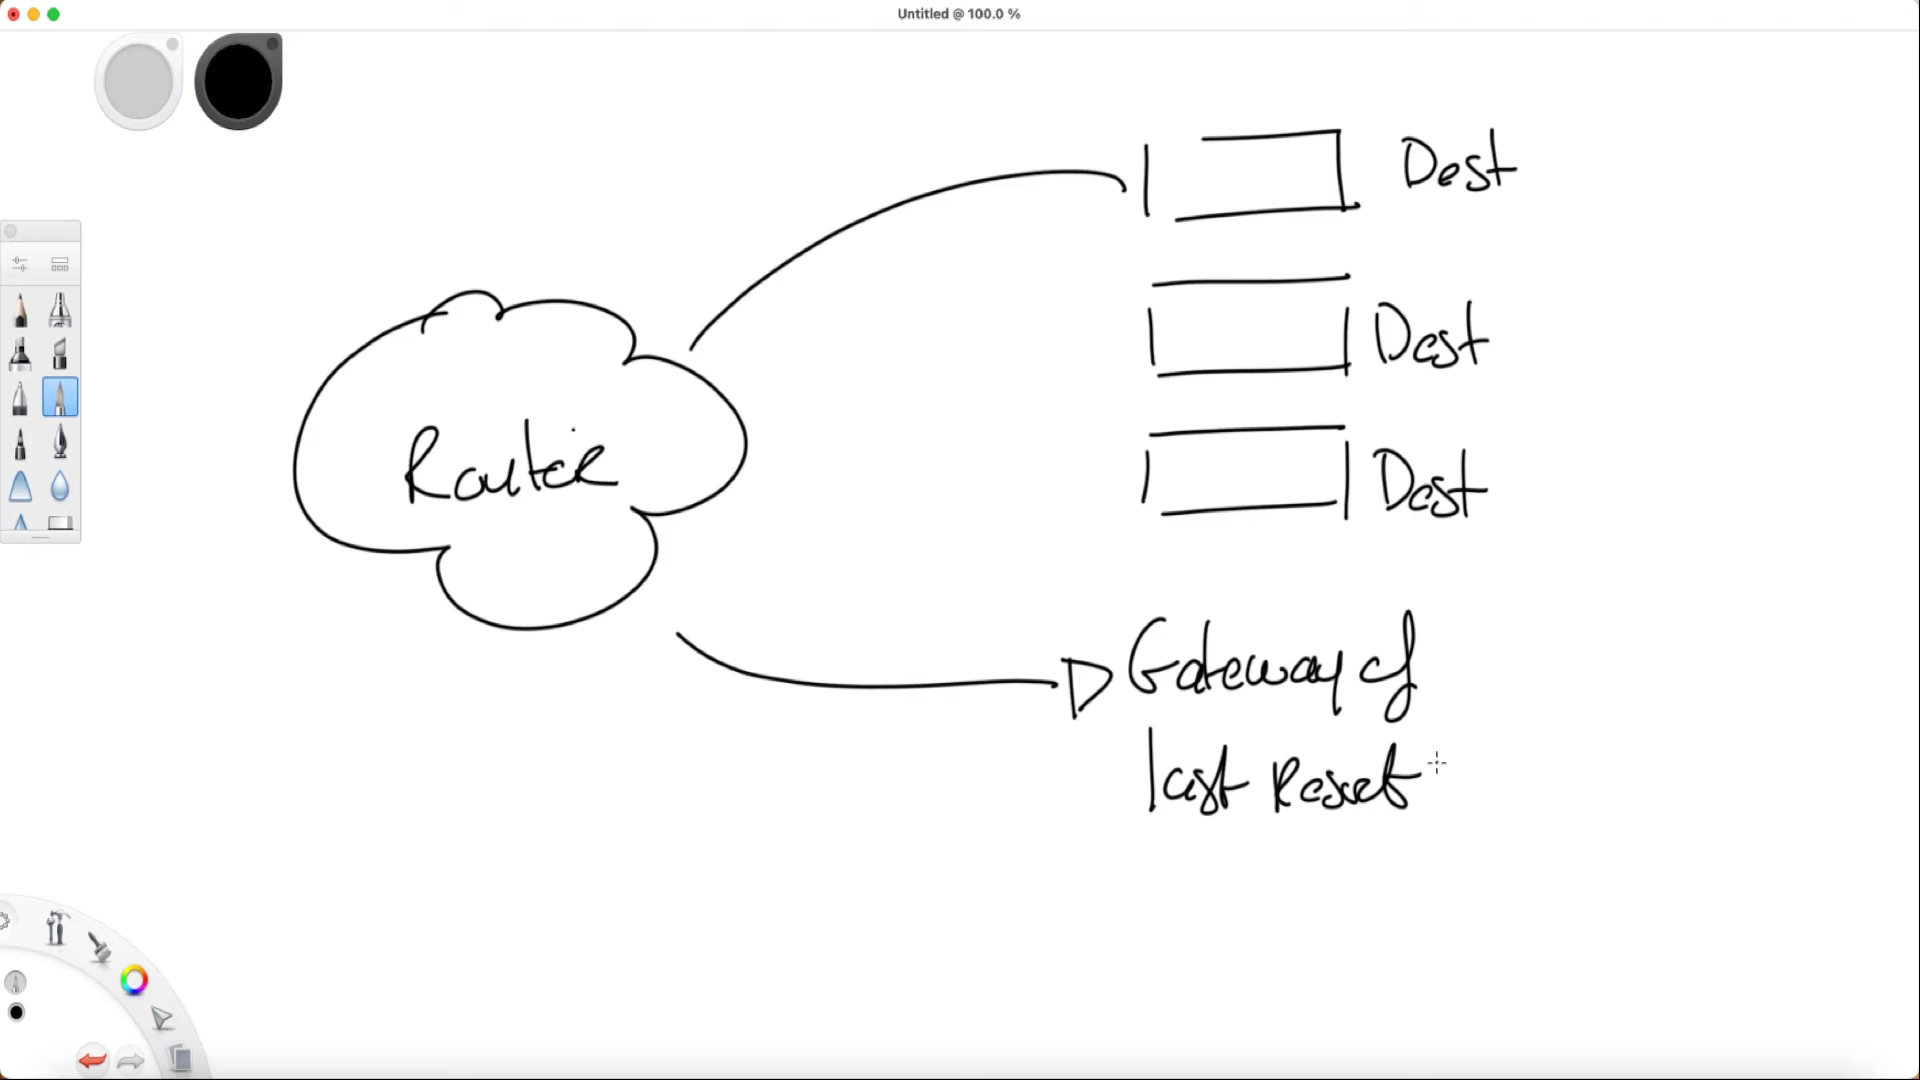 Untitled @ 100.0 %
Dest
Dest
Router
Dest
Gateway of
last Resort